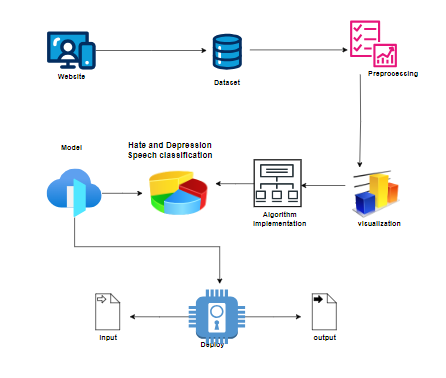 Website
Dataset
Preprocessing
Model
Hate and Depression
Speech classification
Algorithm
implementation
visualization
Input
Deploy
output